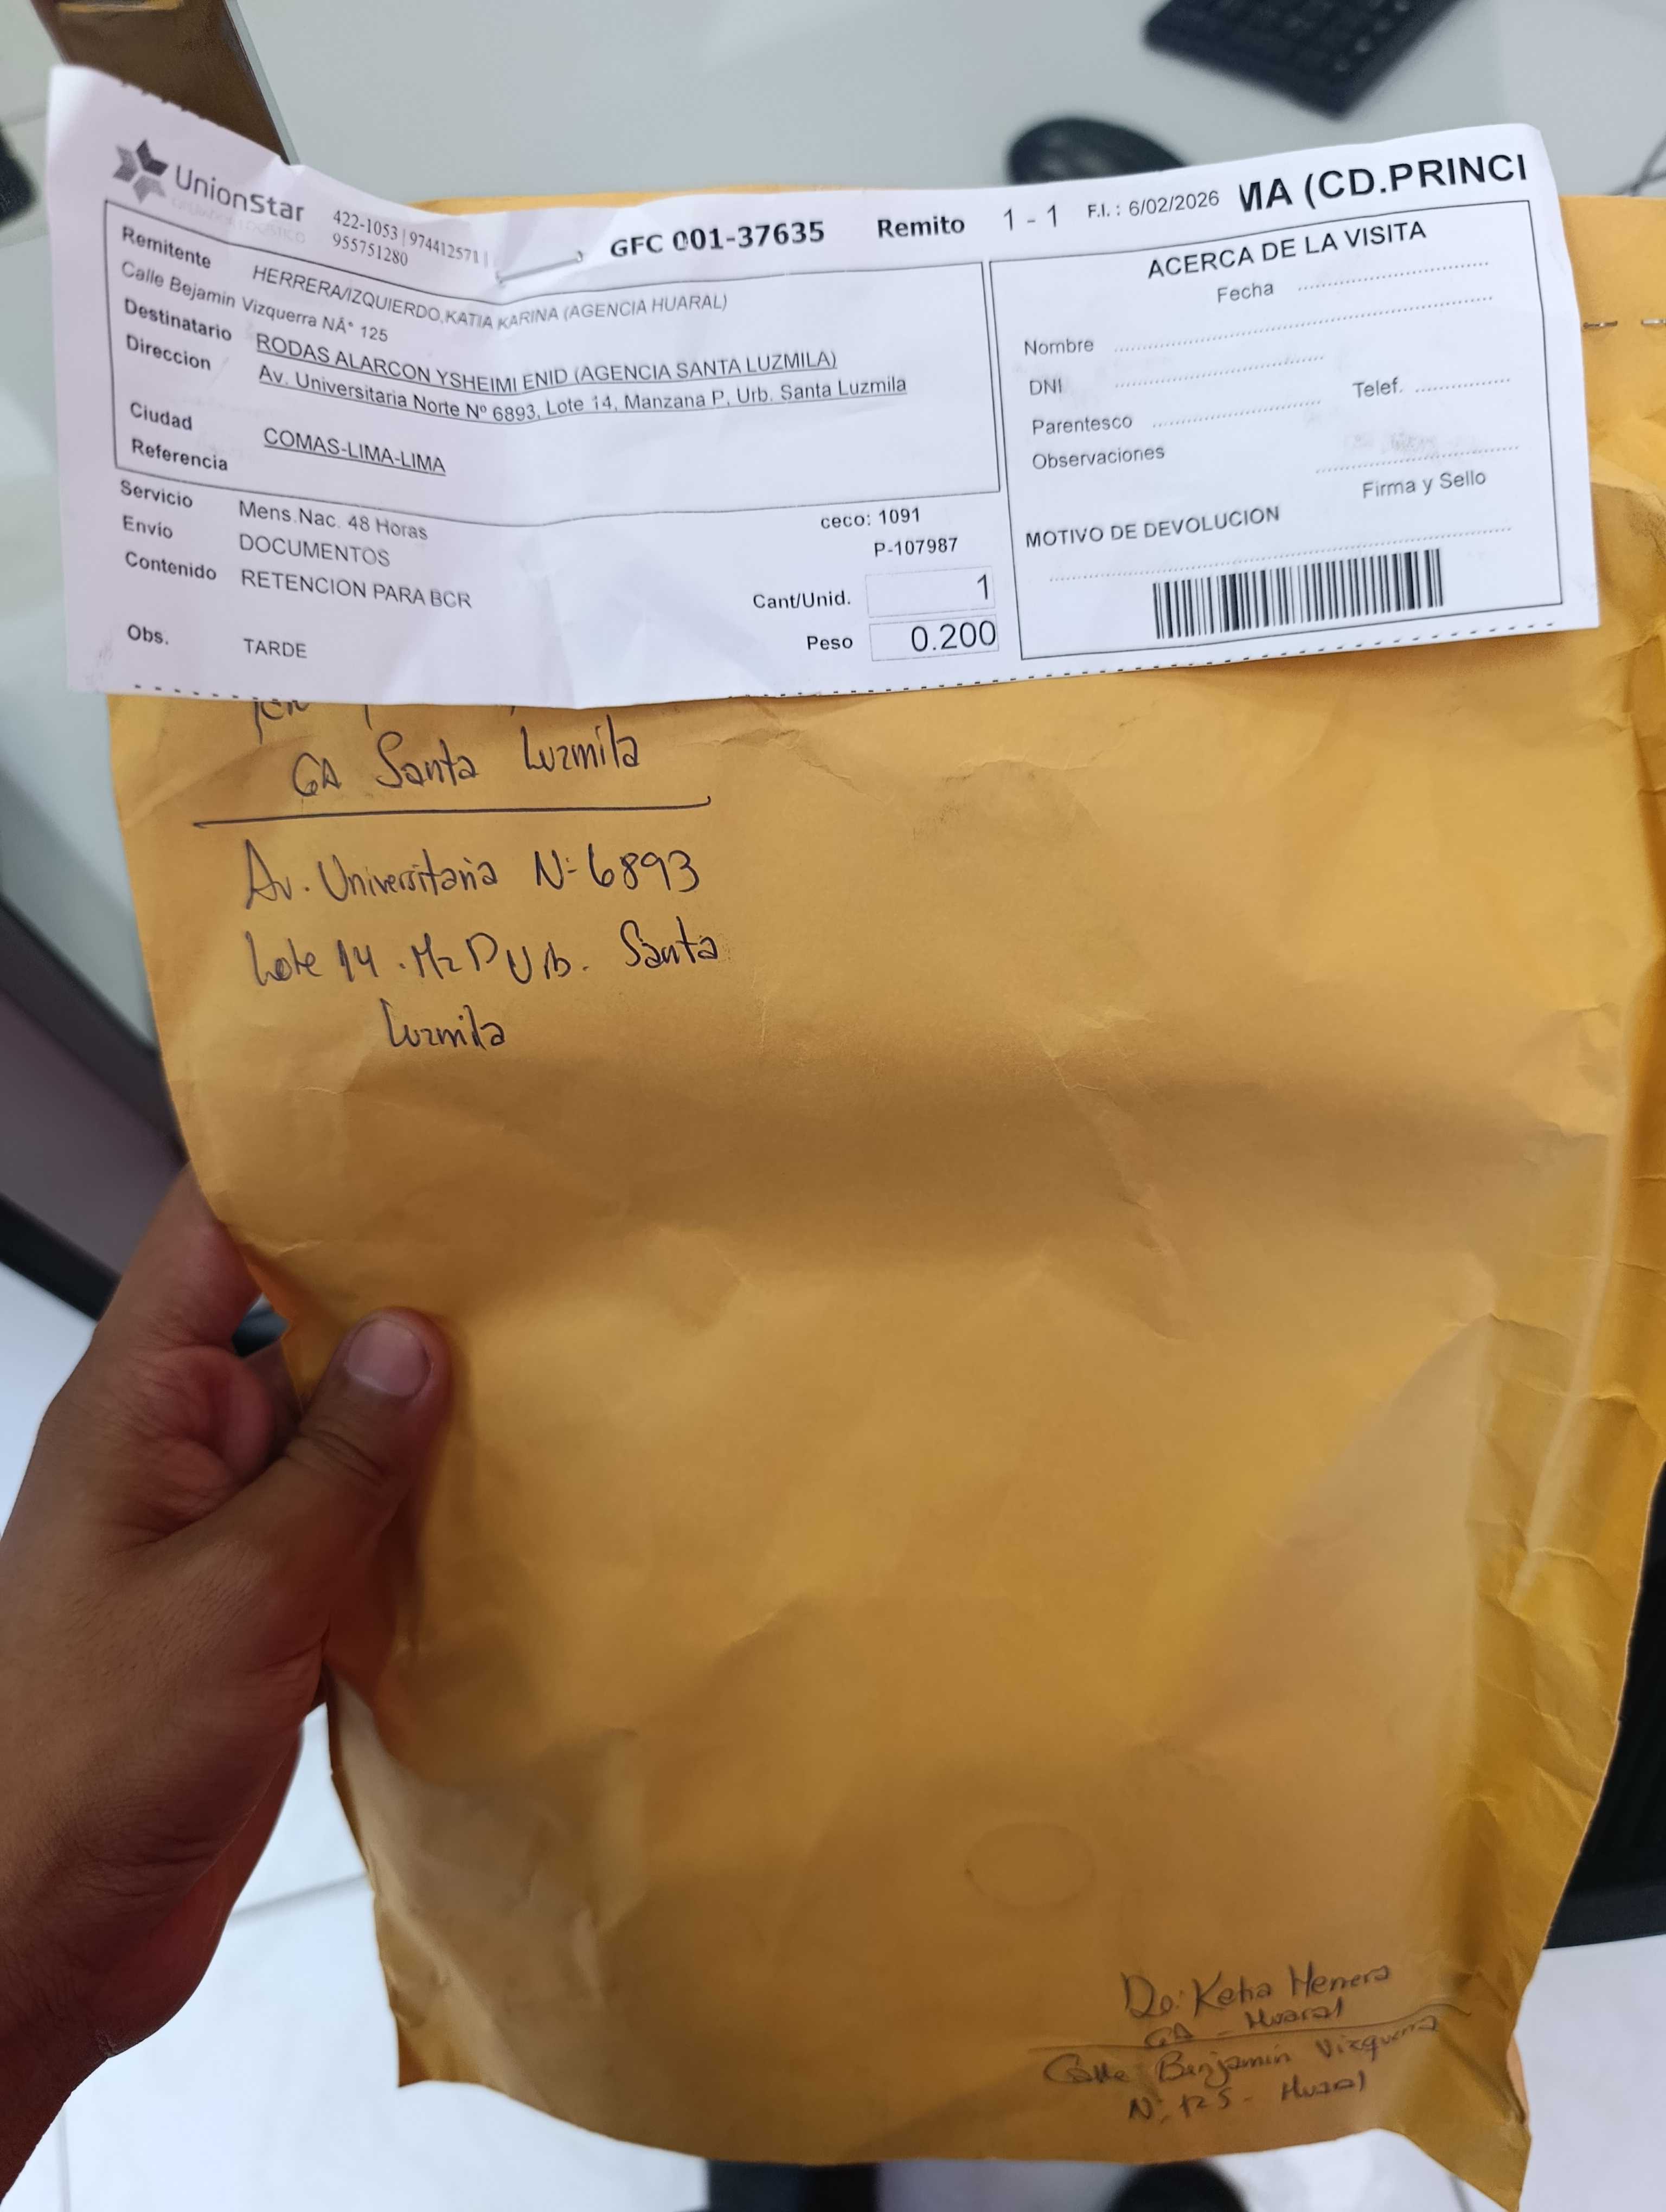 UnionStar
422-1053 | 974412571 |
955751280
GFC 001-37635 Remito 1 - 1 F.I. : 6/02/2026 MA (CD.PRINCI
Remitente HERRERA/IZQUIERDO,KATIA KARINA (AGENCIA HUARAL)
Calle Bejamin Vizquerra NÂ° 125
Destinatario RODAS ALARCON YSHEIMI ENID (AGENCIA SANTA LUZMILA)
Direccion Av. Universitaria Norte Nº 6893, Lote 14, Manzana P, Urb. Santa Luzmila
Ciudad COMAS-LIMA-LIMA
Referencia
Servicio Mens.Nac. 48 Horas ceco: 1091
Envío DOCUMENTOS P-107987
Contenido RETENCION PARA BCR Cant/Unid. 1
Obs. TARDE Peso 0.200
ACERCA DE LA VISITA
Fecha
Nombre
DNI
Telef.
Parentesco
Observaciones
Firma y Sello
MOTIVO DE DEVOLUCION
GA Santa Luzmila
Av. Universitaria N: 6893
Lote 14 . Mz P Urb. Santa
Luzmila
De: Katia Herrera
GA - Huaral
Calle Benjamin Vizquerra
N: 125 - Huaral